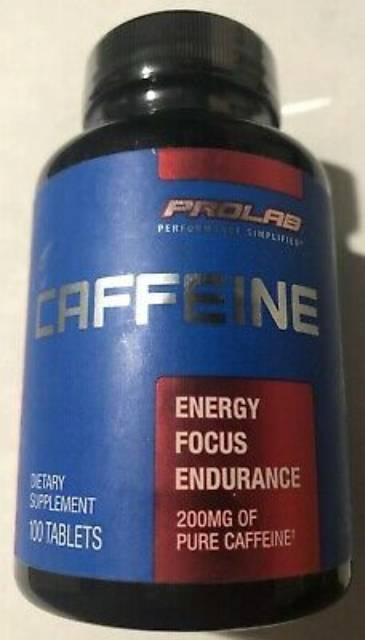 PROLAB
PERFORMANCE SIMPLIFIED
CAFFEINE
ENERGY
FOCUS
ENDURANCE
200MG OF
PURE CAFFEINE†
DIETARY
SUPPLEMENT
100 TABLETS